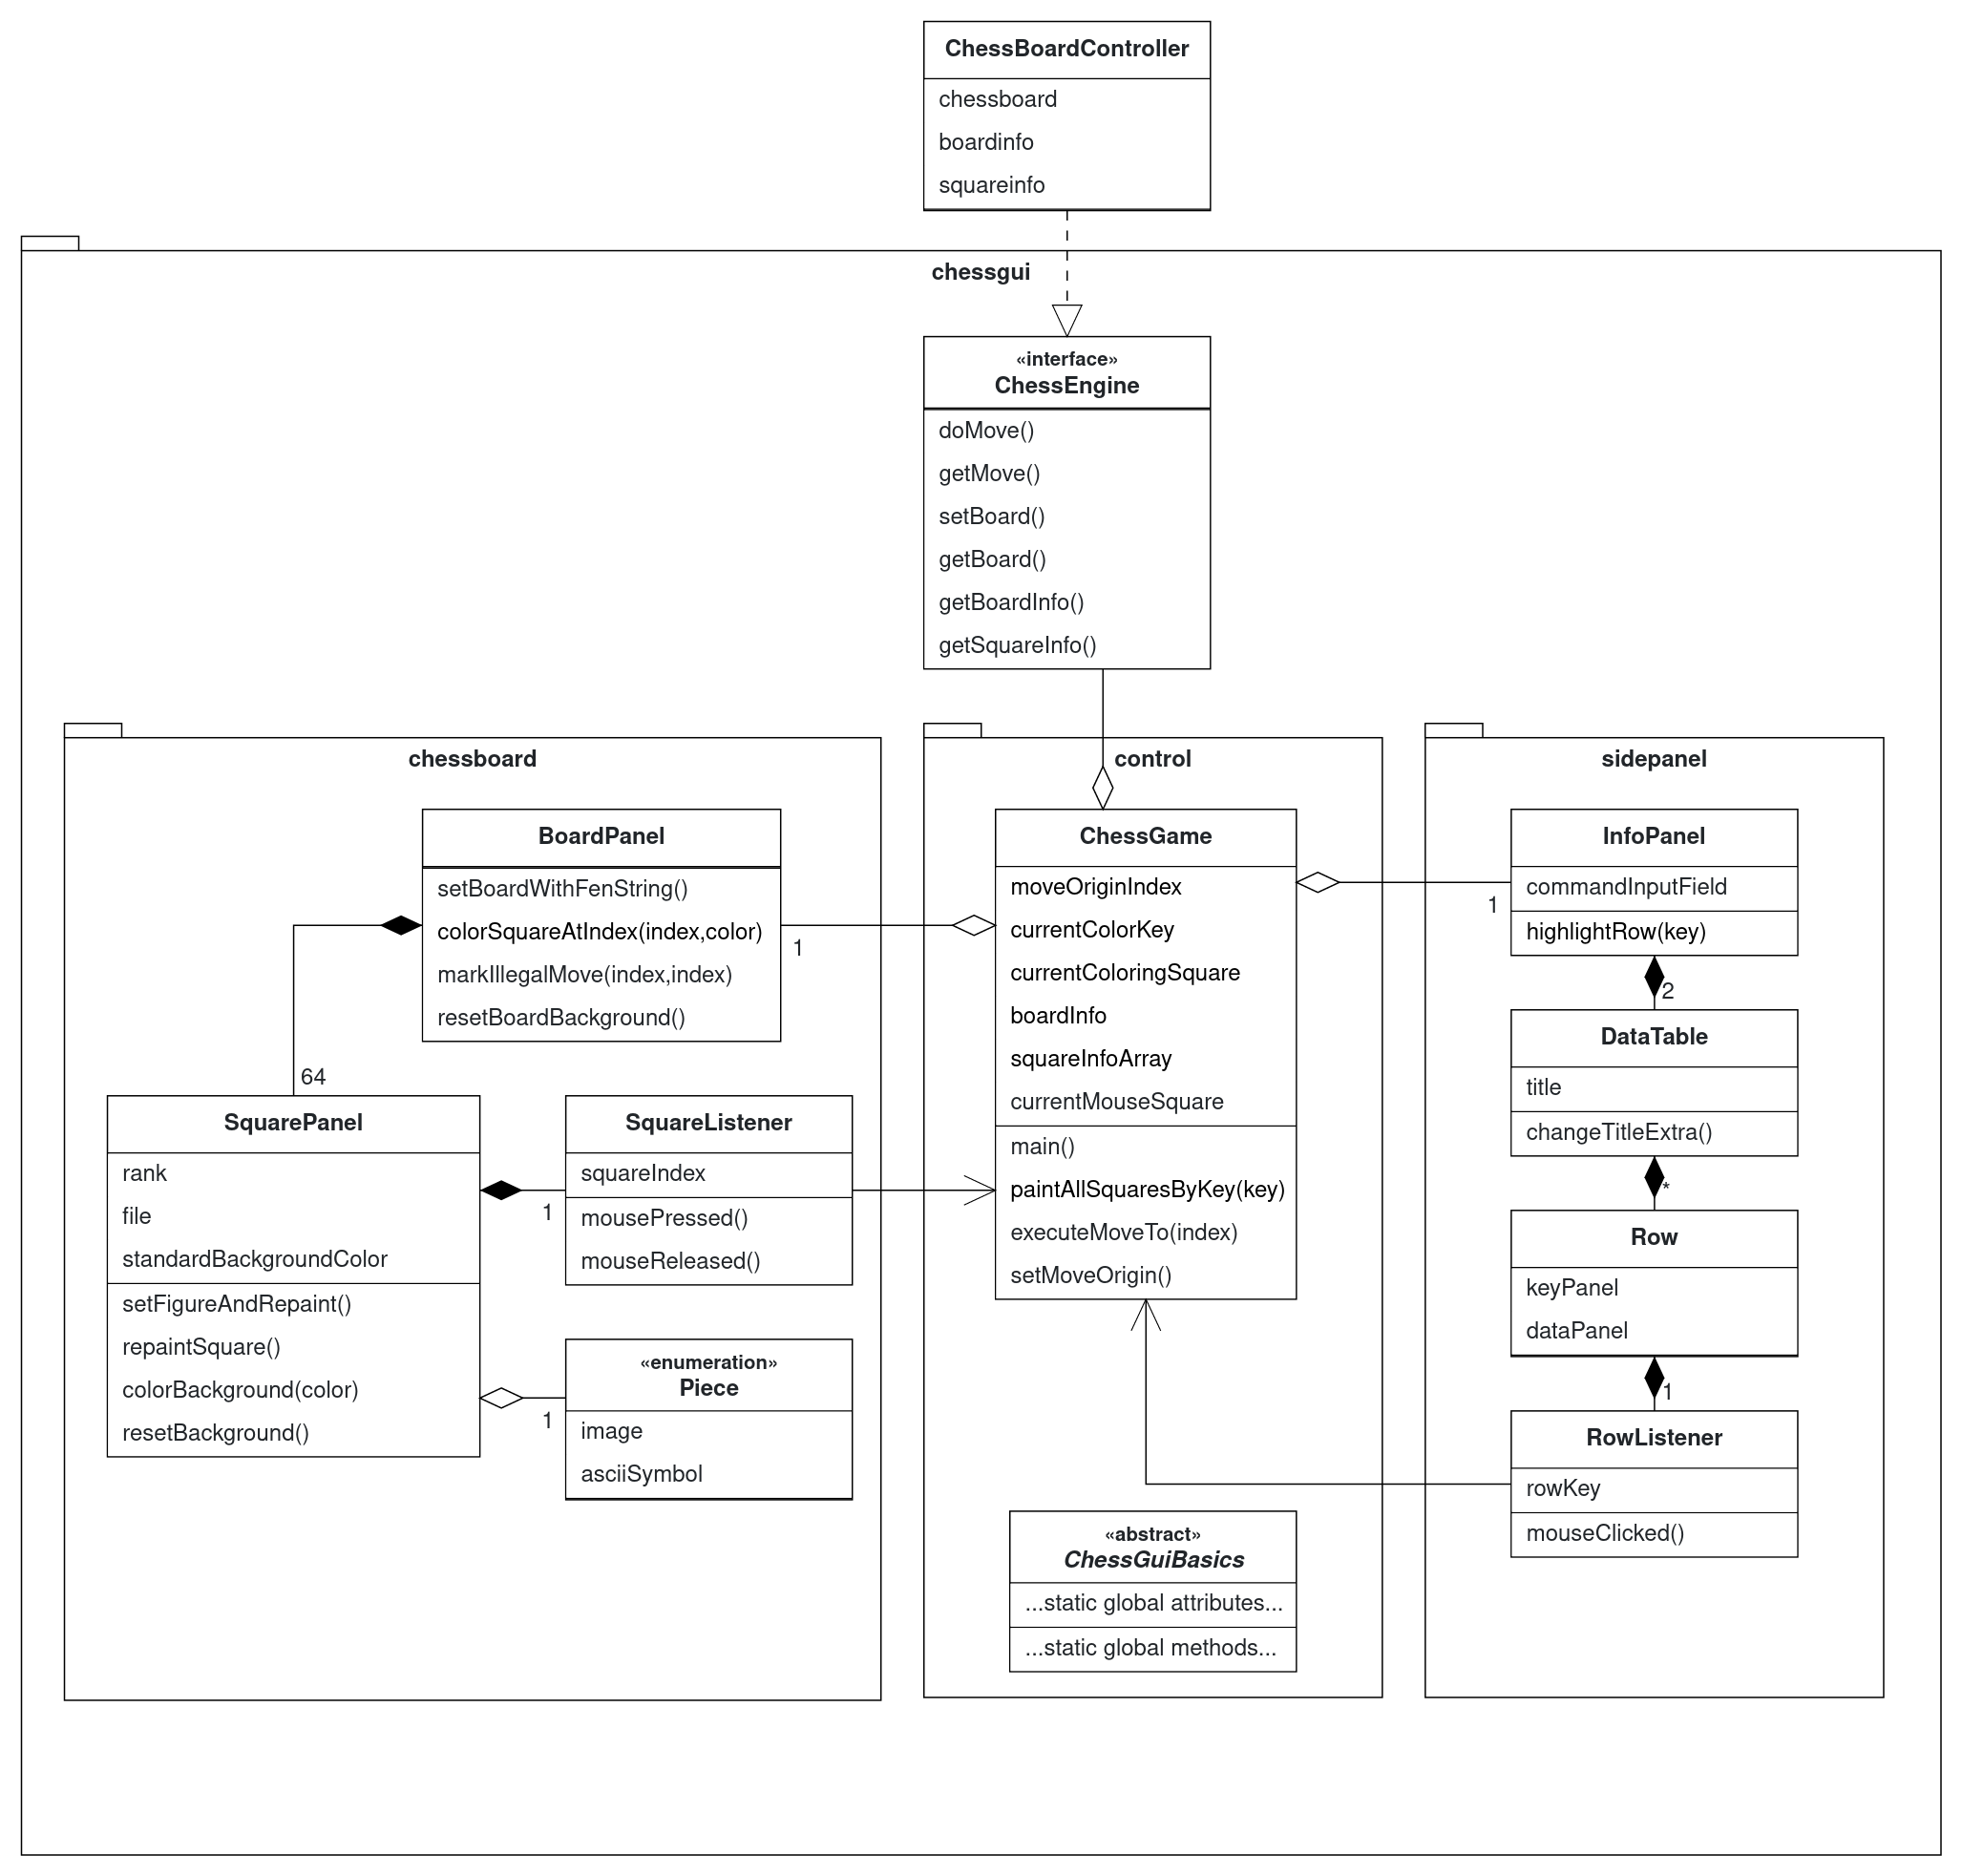 ChessBoardController
chessboard
boardinfo
squareinfo
chessgui
«interface»
ChessEngine
doMove()
getMove()
setBoard()
getBoard()
getBoardInfo()
getSquareInfo()
chessboard
BoardPanel
setBoardWithFenString()
colorSquareAtIndex(index,color)
markIllegalMove(index,index)
resetBoardBackground()
1
64
SquarePanel
rank
file
standardBackgroundColor
setFigureAndRepaint()
repaintSquare()
colorBackground(color)
resetBackground()
1
SquareListener
squareIndex
mousePressed()
mouseReleased()
1
«enumeration»
Piece
image
asciiSymbol
control
ChessGame
moveOriginIndex
currentColorKey
currentColoringSquare
boardInfo
squareInfoArray
currentMouseSquare
main()
paintAllSquaresByKey(key)
executeMoveTo(index)
setMoveOrigin()
«abstract»
ChessGuiBasics
...static global attributes...
...static global methods...
sidepanel
1
InfoPanel
commandInputField
highlightRow(key)
2
DataTable
title
changeTitleExtra()
*
Row
keyPanel
dataPanel
1
RowListener
rowKey
mouseClicked()